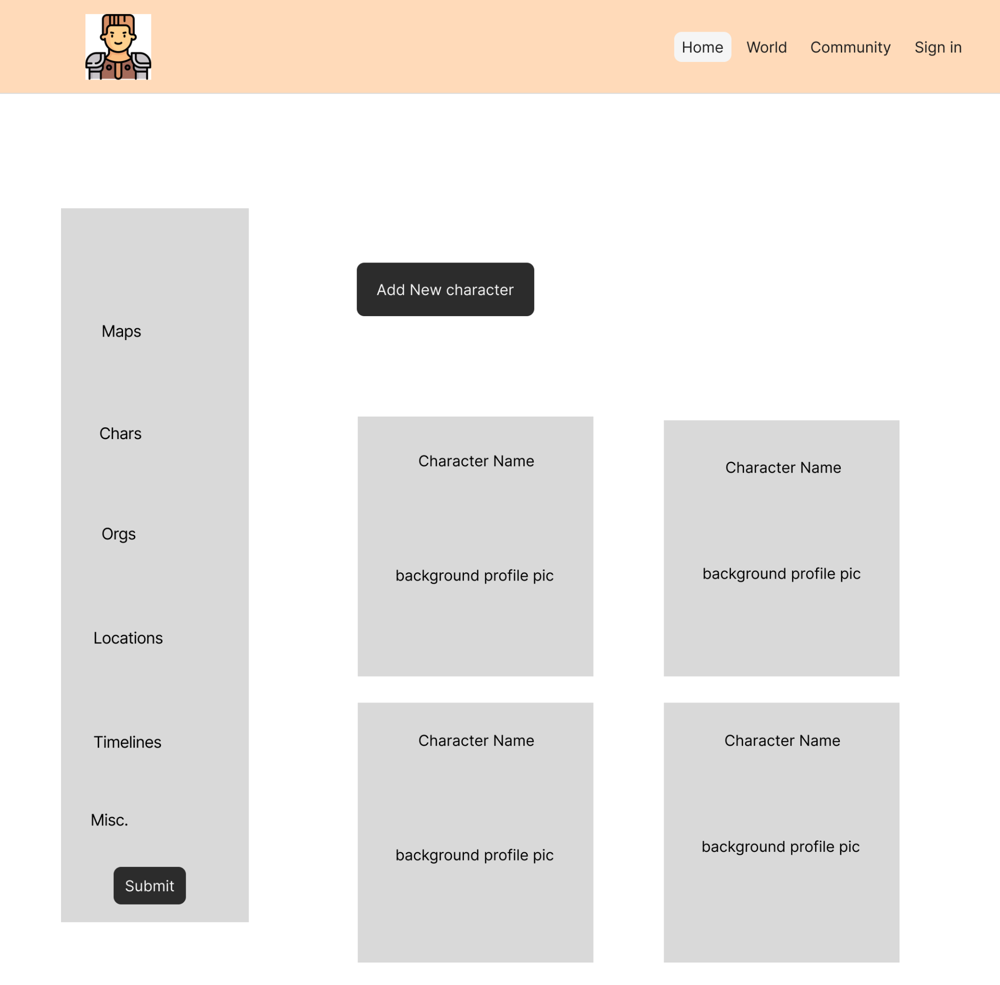 Home
World
Community
Sign in
Maps
Chars
Orgs
Locations
Timelines
Misc.
Submit
Add New character
Character Name
background profile pic
Character Name
background profile pic
Character Name
background profile pic
Character Name
background profile pic